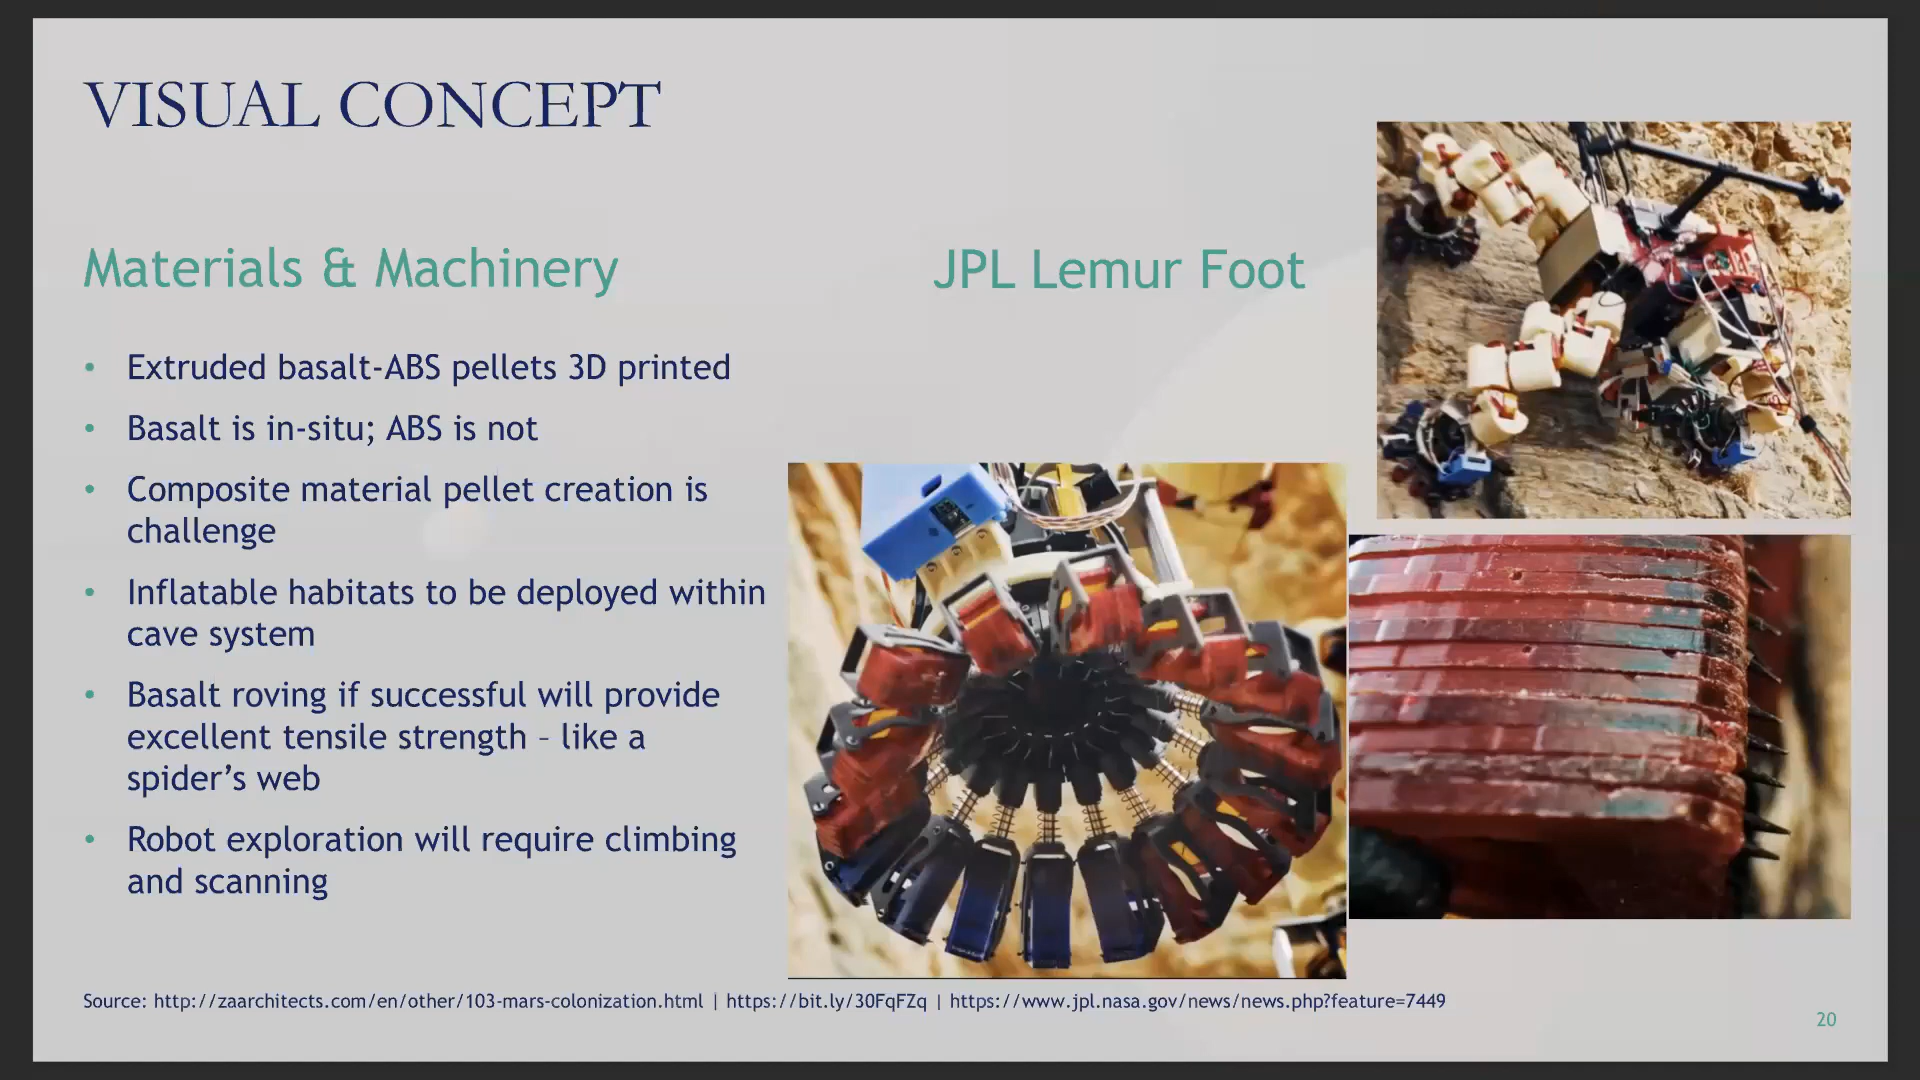 VISUAL CONCEPT
Materials & Machinery
• Extruded basalt-ABS pellets 3D printed
• Basalt is in-situ; ABS is not
• Composite material pellet creation is
challenge
• Inflatable habitats to be deployed within
cave system
• Basalt roving if successful will provide
excellent tensile strength – like a
spider’s web
• Robot exploration will require climbing
and scanning
JPL Lemur Foot
Source: http://zaarchitects.com/en/other/103-mars-colonization.html | https://bit.ly/30FqFZq | https://www.jpl.nasa.gov/news/news.php?feature=7449
20